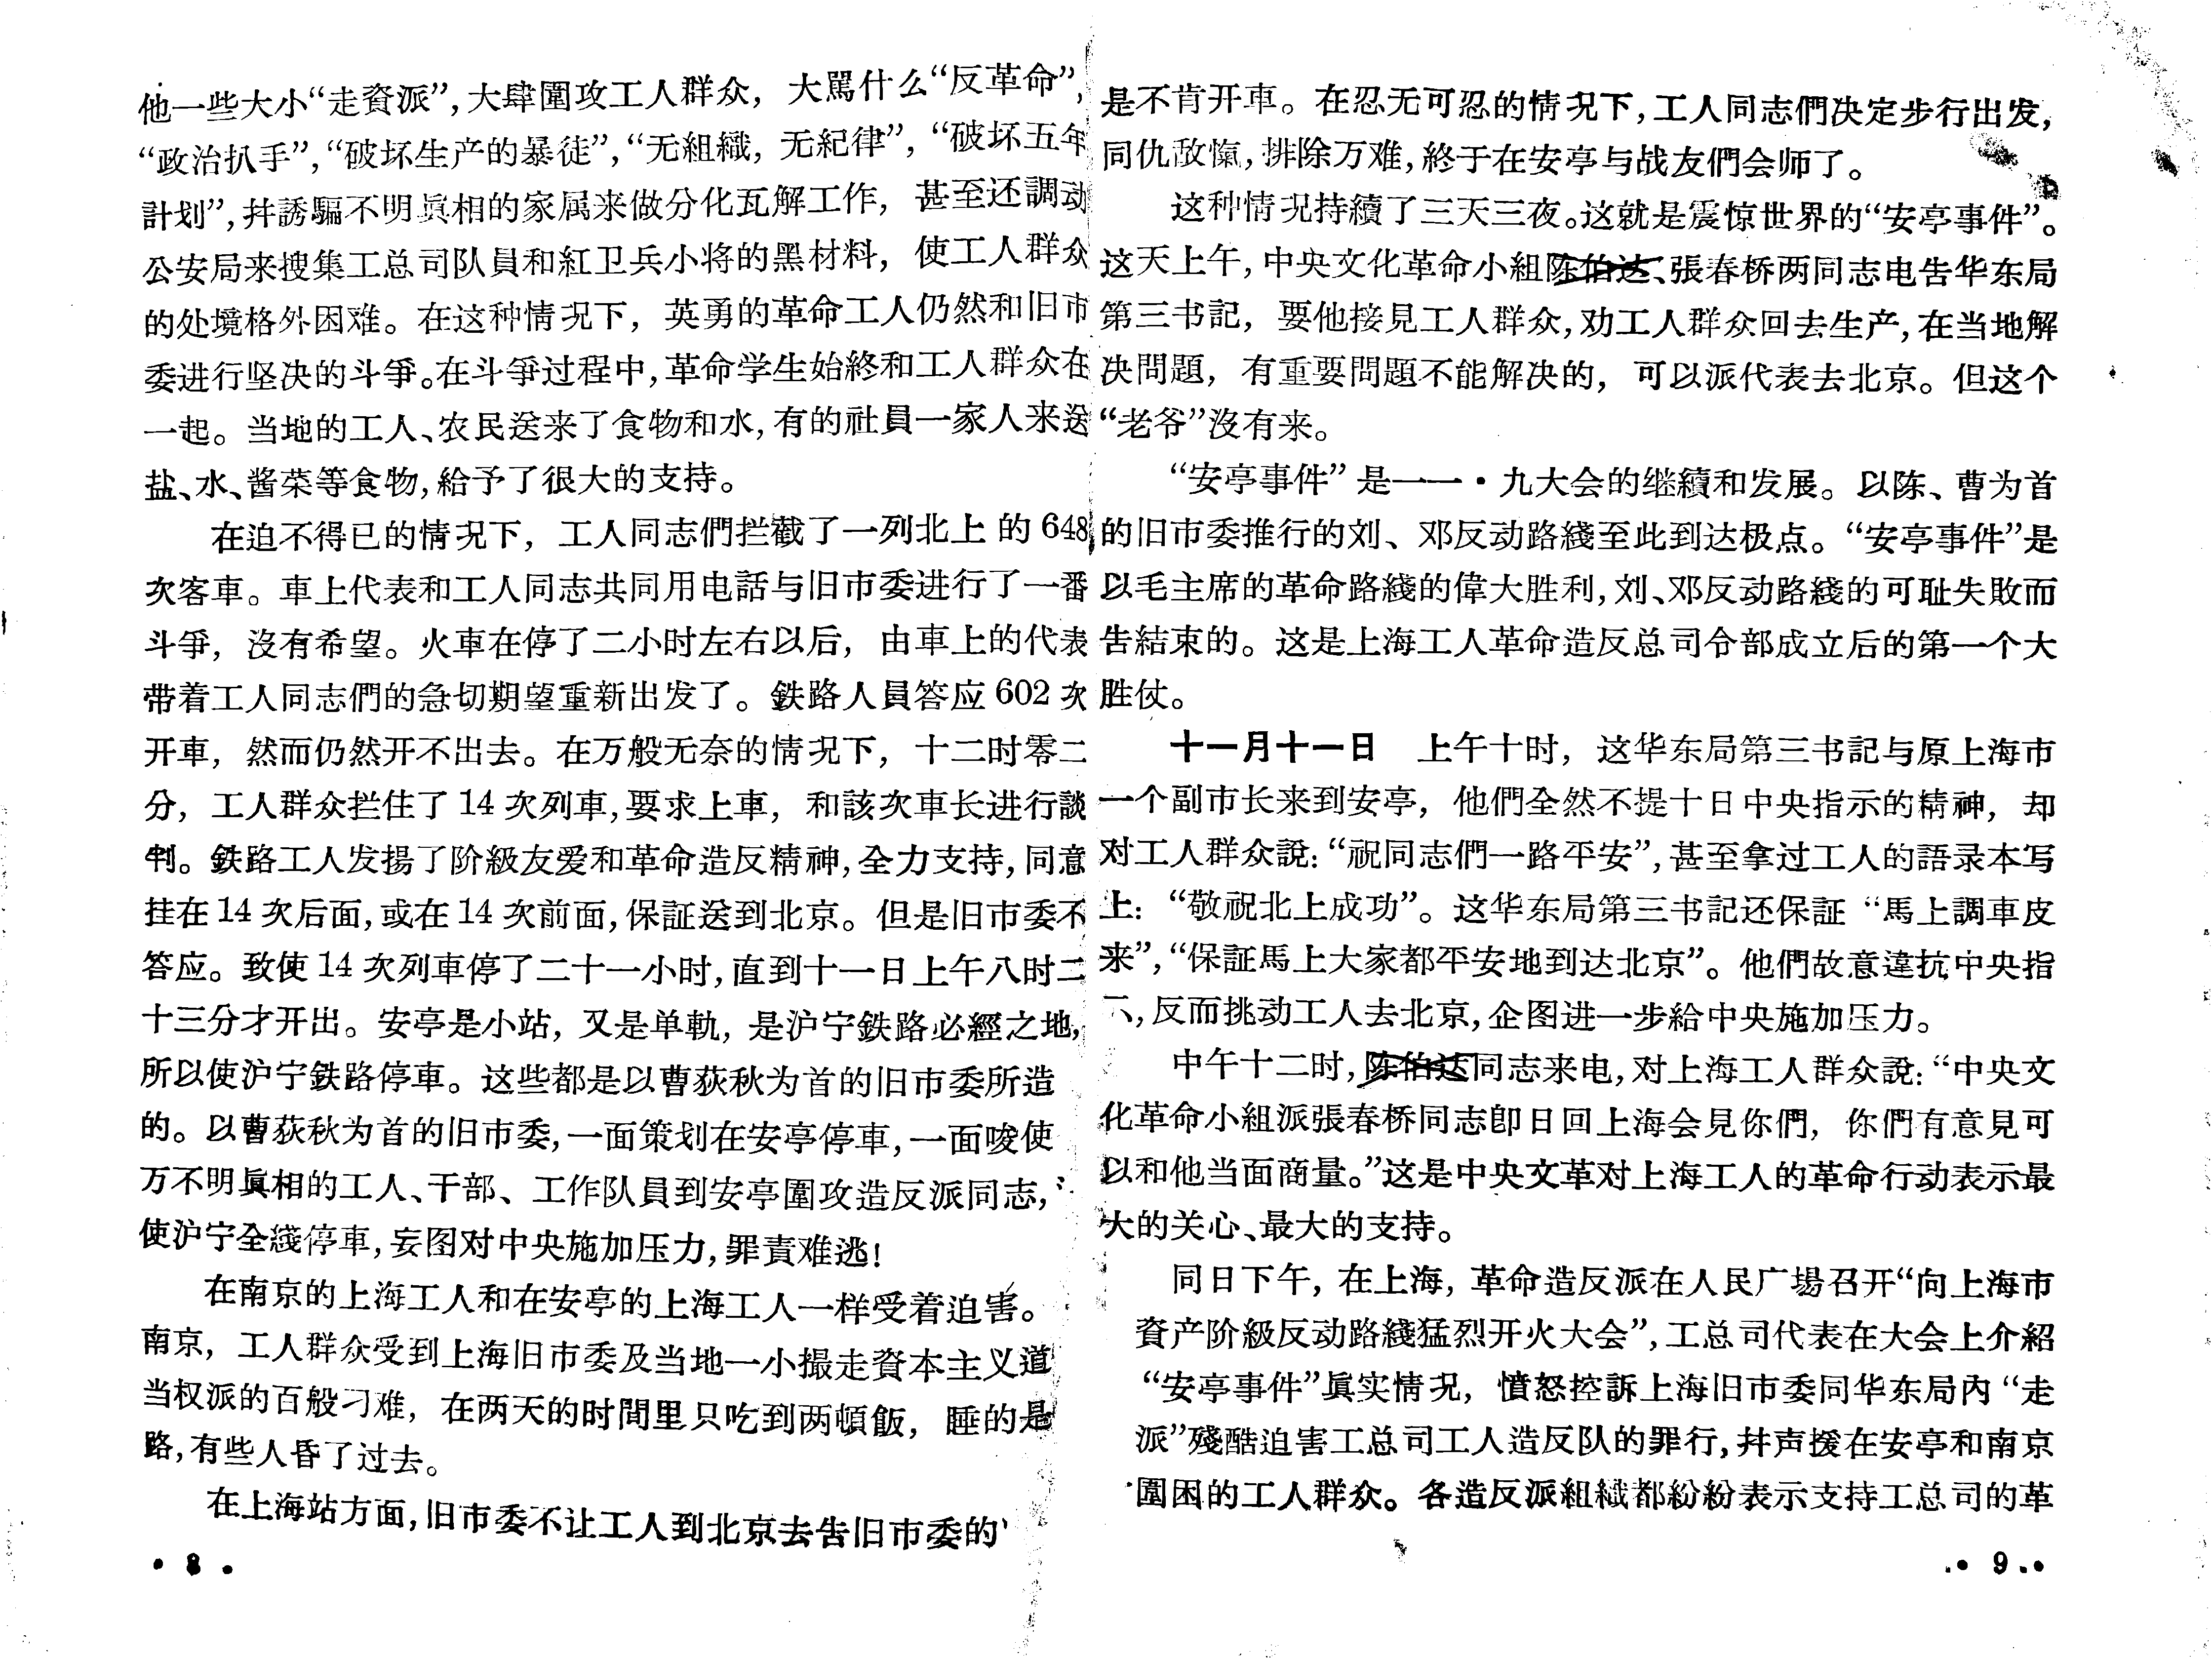 他一些大小“走資派”,大肆圍攻工人群众，大駡什么“反革命”,
“政治扒手”,“破坏生产的暴徒”,“无組織，无紀律”，“破坏五年
計划”,幷誘騙不明眞相的家属来做分化瓦解工作，甚至还調动
公安局来搜集工总司队員和紅卫兵小将的黑材料，使工人群众
的处境格外困难。在这种情况下，英勇的革命工人仍然和旧市
委进行坚决的斗爭。在斗爭过程中,革命学生始終和工人群众在
一起。当地的工人、农民送来了食物和水,有的社員一家人来送
盐、水、酱菜等食物,給予了很大的支持。
在迫不得已的情况下，工人同志們拦截了一列北上的 648
次客車。車上代表和工人同志共同用电話与旧市委进行了一番
斗爭，沒有希望。火車在停了二小时左右以后，由車上的代表
带着工人同志們的急切期望重新出发了。鉄路人員答应 602 次
开車，然而仍然开不出去。在万般无奈的情况下，十二时零二
分，工人群众拦住了 14 次列車,要求上車，和該次車长进行談
判。鉄路工人发揚了阶級友爱和革命造反精神,全力支持,同意
挂在 14 次后面,或在 14 次前面,保証送到北京。但是旧市委不
答应。致使 14 次列車停了二十一小时,直到十一日上午八时二
十三分才开出。安亭是小站，又是单軌，是沪宁鉄路必經之地,
所以使沪宁鉄路停車。这些都是以曹荻秋为首的旧市委所造
的。以曹荻秋为首的旧市委,一面策划在安亭停車,一面唆使
万不明眞相的工人、干部、工作队員到安亭圍攻造反派同志,
使沪宁全綫停車,妄图对中央施加压力,罪責难逃!
在南京的上海工人和在安亭的上海工人一样受着迫害。
南京，工人群众受到上海旧市委及当地一小撮走資本主义道
当权派的百般刁难，在两天的时間里只吃到两頓飯，睡的是
路,有些人昏了过去。
在上海站方面,旧市委不让工人到北京去告旧市委的
• 8 •
是不肯开車。在忍无可忍的情况下,工人同志們决定步行出发,
同仇敌愾,排除万难,終于在安亭与战友們会师了。
这种情况持續了三天三夜。这就是震惊世界的“安亭事件”。
这天上午,中央文化革命小組陈伯达、張春桥两同志电告华东局
第三书記，要他接見工人群众,劝工人群众回去生产,在当地解
决問題，有重要問題不能解决的，可以派代表去北京。但这个
“老爷”沒有来。
“安亭事件”是一一·九大会的继續和发展。以陈、曹为首
的旧市委推行的刘、邓反动路綫至此到达极点。“安亭事件”是
以毛主席的革命路綫的偉大胜利,刘、邓反动路綫的可耻失敗而
告結束的。这是上海工人革命造反总司令部成立后的第一个大
胜仗。
十一月十一日　上午十时，这华东局第三书記与原上海市
一个副市长来到安亭，他們全然不提十日中央指示的精神，却
对工人群众說:“祝同志們一路平安”,甚至拿过工人的語录本写
上:“敬祝北上成功”。这华东局第三书記还保証“馬上調車皮
来”,“保証馬上大家都平安地到达北京”。他們故意違抗中央指
,反而挑动工人去北京,企图进一步給中央施加压力。
中午十二时,陈伯达同志来电,对上海工人群众說:“中央文
化革命小組派張春桥同志卽日回上海会見你們，你們有意見可
以和他当面商量。”这是中央文革对上海工人的革命行动表示最
大的关心、最大的支持。
同日下午，在上海，革命造反派在人民广場召开“向上海市
資产阶級反动路綫猛烈开火大会”,工总司代表在大会上介紹
“安亭事件”眞实情况，憤怒控訴上海旧市委同华东局內“走
派”殘酷迫害工总司工人造反队的罪行,幷声援在安亭和南京
圍困的工人群众。各造反派組織都紛紛表示支持工总司的革
• 9 •